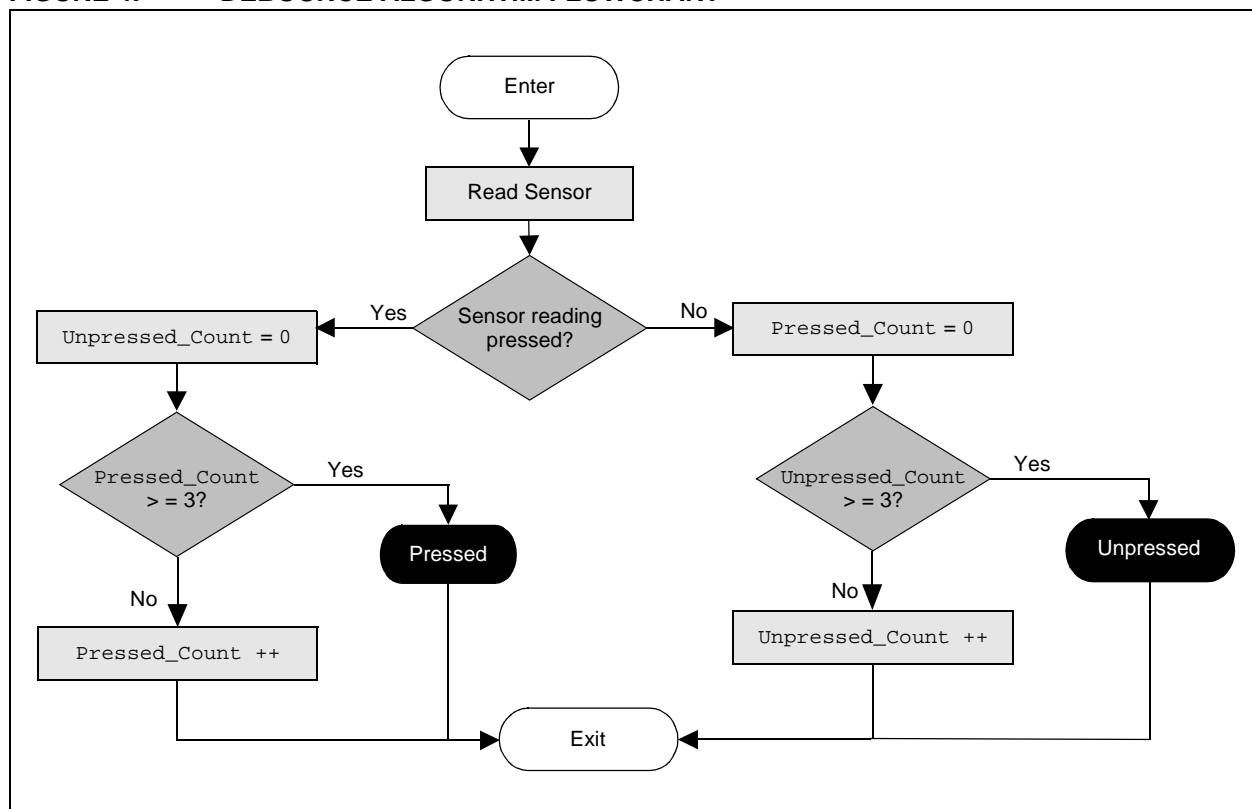 Enter
Read Sensor
Sensor reading
pressed?
Yes
No
Unpressed_Count = 0
Pressed_Count = 0
Pressed_Count
> = 3?
Yes
Unpressed_Count
> = 3?
Yes
Pressed
Unpressed
No
No
Pressed_Count ++
Unpressed_Count ++
Exit